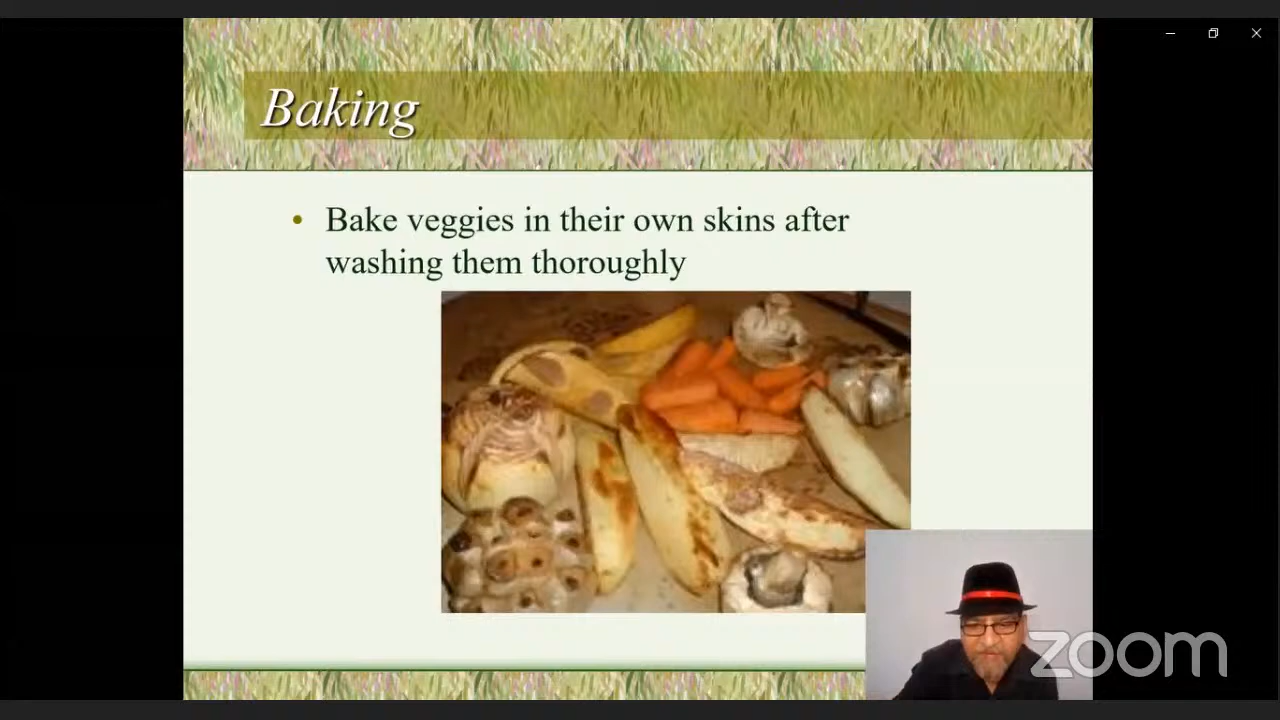 Baking
• Bake veggies in their own skins after
washing them thoroughly
zoom